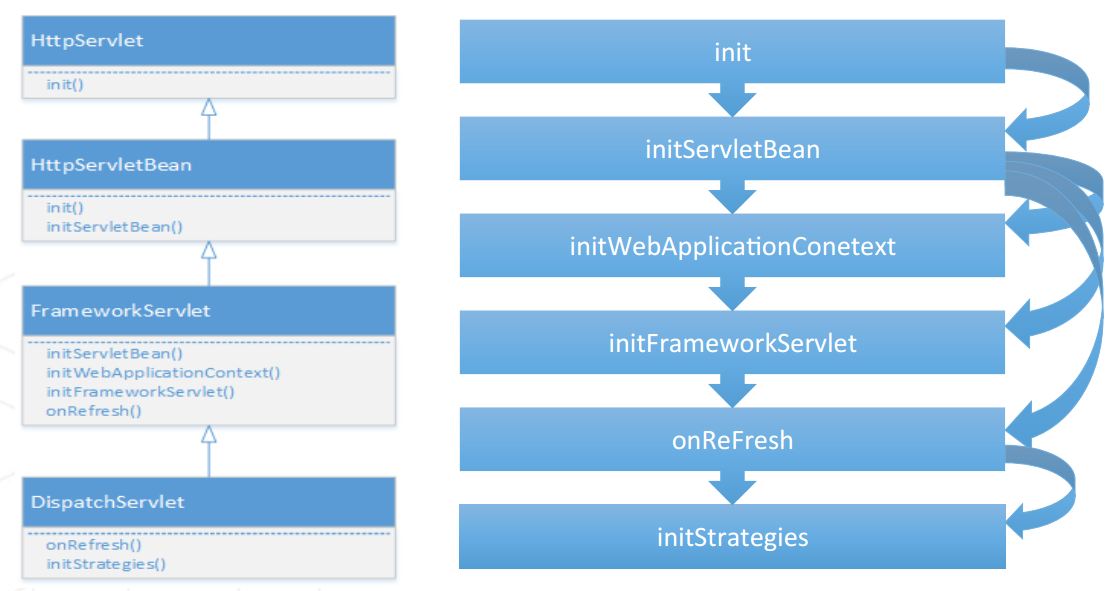 HttpServlet
init()
HttpServletBean
init()
initServletBean()
FrameworkServlet
initServletBean()
initWebApplicationContext()
initFrameworkServlet()
onRefresh()
DispatchServlet
onRefresh()
initStrategies()
init
initServletBean
initWebApplicationConetext
initFrameworkServlet
onReFresh
initStrategies